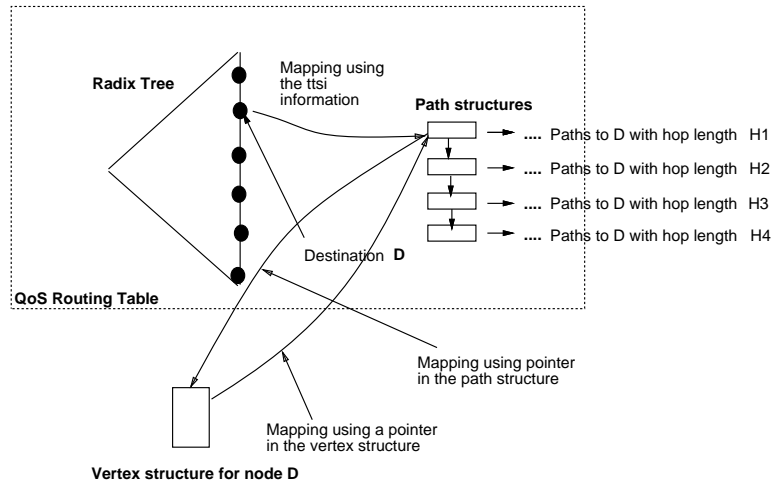 Mapping using
the ttsi
information
Radix Tree
Path structures
.... Paths to D with hop length H1
.... Paths to D with hop length H2
.... Paths to D with hop length H3
.... Paths to D with hop length H4
Destination D
QoS Routing Table
Mapping using pointer
in the path structure
Mapping using a pointer
in the vertex structure
Vertex structure for node D